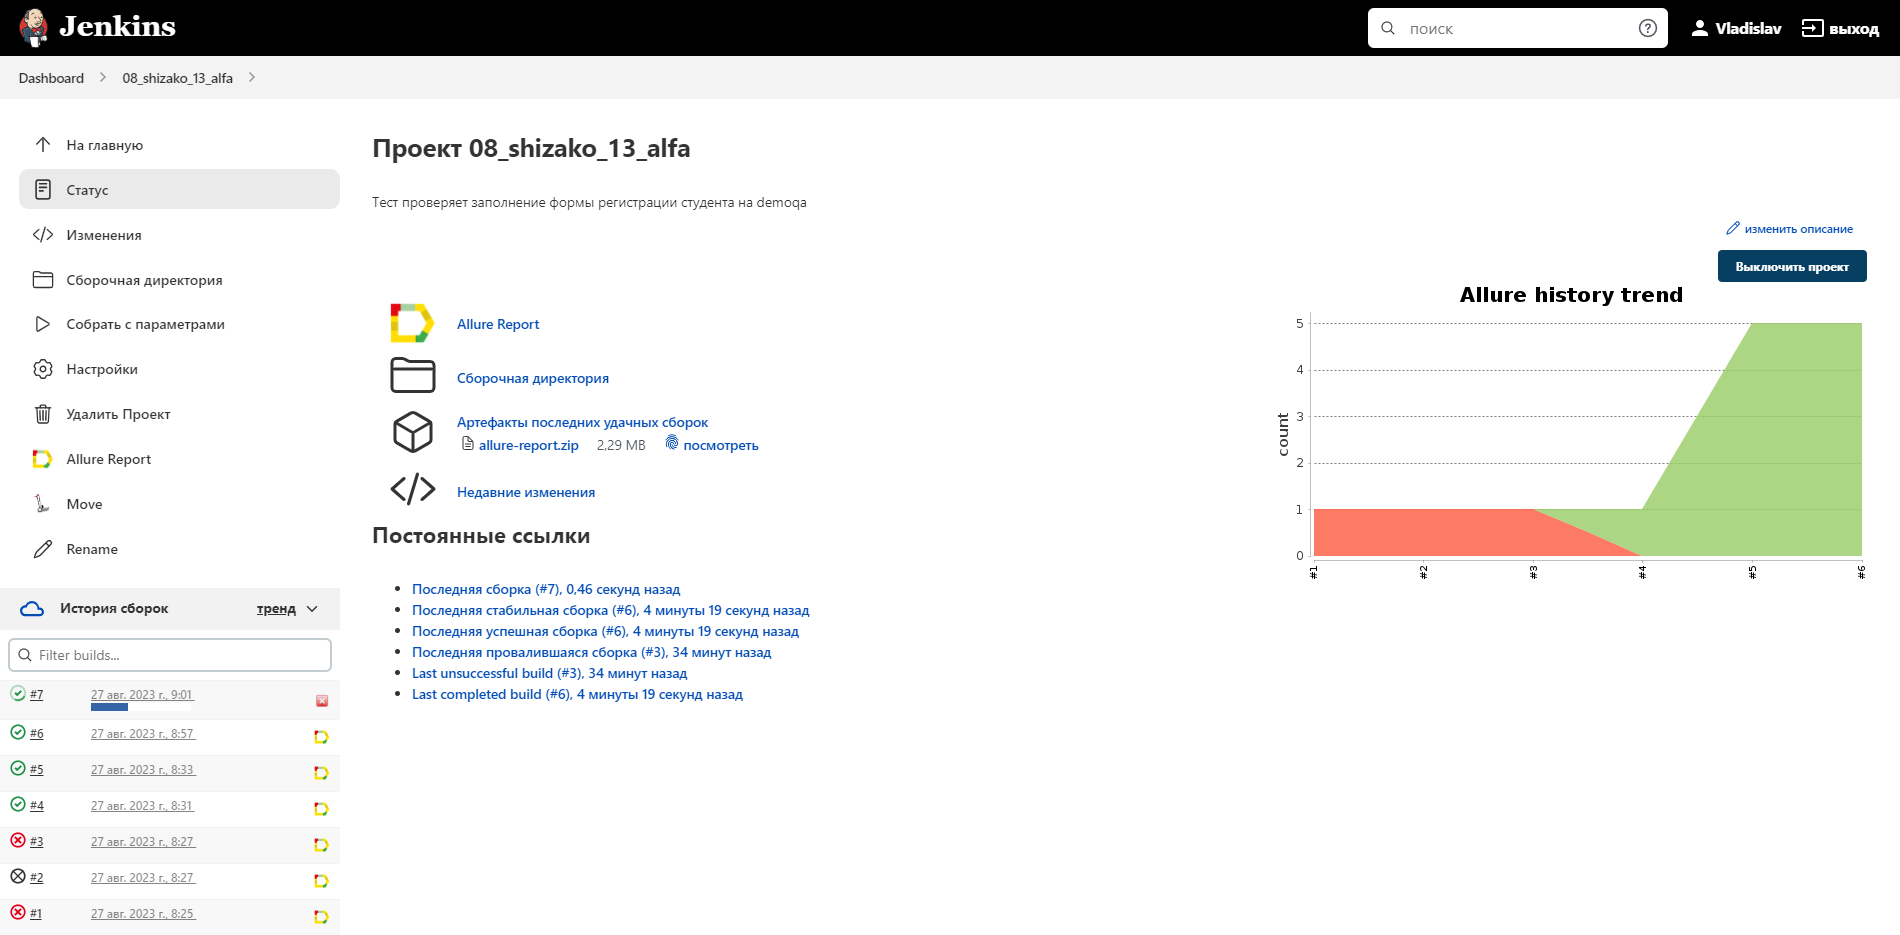 Jenkins
поиск
Vladislav
выход
Dashboard
08_shizako_13_alfa
На главную
Статус
Изменения
Сборочная директория
Собрать с параметрами
Настройки
Удалить Проект
Allure Report
Move
Rename
История сборок
тренд
Filter builds...
#7 27 авг. 2023 г., 9:01
#6 27 авг. 2023 г., 8:57
#5 27 авг. 2023 г., 8:33
#4 27 авг. 2023 г., 8:31
#3 27 авг. 2023 г., 8:27
#2 27 авг. 2023 г., 8:27
#1 27 авг. 2023 г., 8:25
Проект 08_shizako_13_alfa
Тест проверяет заполнение формы регистрации студента на demoqa
изменить описание
Выключить проект
Allure Report
Сборочная директория
Артефакты последних удачных сборок
allure-report.zip 2,29 MB посмотреть
Недавние изменения
Постоянные ссылки
Последняя сборка (#7), 0,46 секунд назад
Последняя стабильная сборка (#6), 4 минуты 19 секунд назад
Последняя успешная сборка (#6), 4 минуты 19 секунд назад
Последняя провалившаяся сборка (#3), 34 минут назад
Last unsuccessful build (#3), 34 минут назад
Last completed build (#6), 4 минуты 19 секунд назад
Allure history trend
count
5
4
3
2
1
0
#1 #2 #3 #4 #5 #6